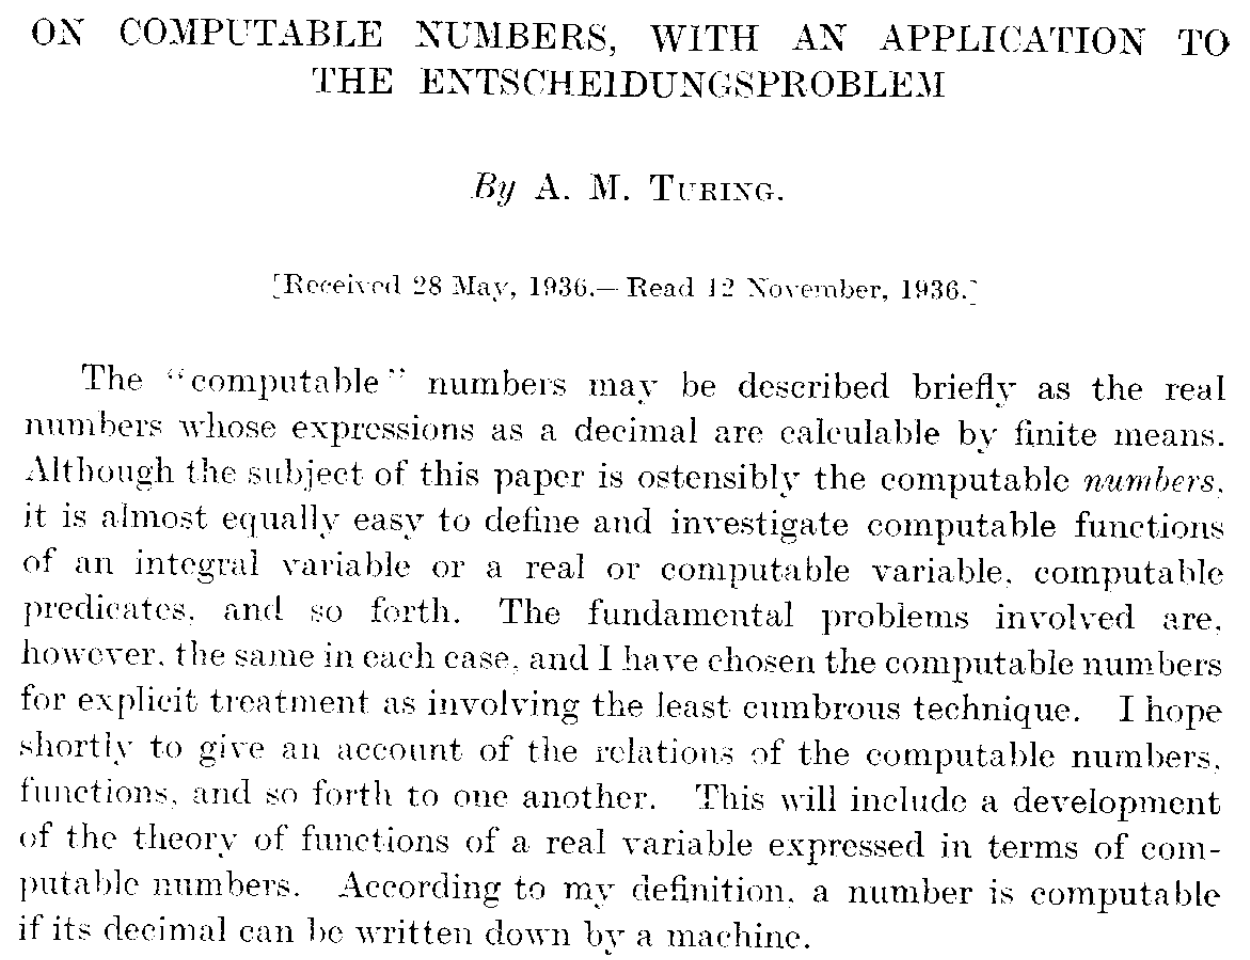 ON COMPUTABLE NUMBERS, WITH AN APPLICATION TO
THE ENTSCHEIDUNGSPROBLEM
By A. M. TURING.
[Received 28 May, 1936.—Read 12 November, 1936.]
The “computable” numbers may be described briefly as the real
numbers whose expressions as a decimal are calculable by finite means.
Although the subject of this paper is ostensibly the computable numbers,
it is almost equally easy to define and investigate computable functions
of an integral variable or a real or computable variable, computable
predicates, and so forth. The fundamental problems involved are,
however, the same in each case, and I have chosen the computable numbers
for explicit treatment as involving the least cumbrous technique. I hope
shortly to give an account of the relations of the computable numbers,
functions, and so forth to one another. This will include a development
of the theory of functions of a real variable expressed in terms of com-
putable numbers. According to my definition, a number is computable
if its decimal can be written down by a machine.